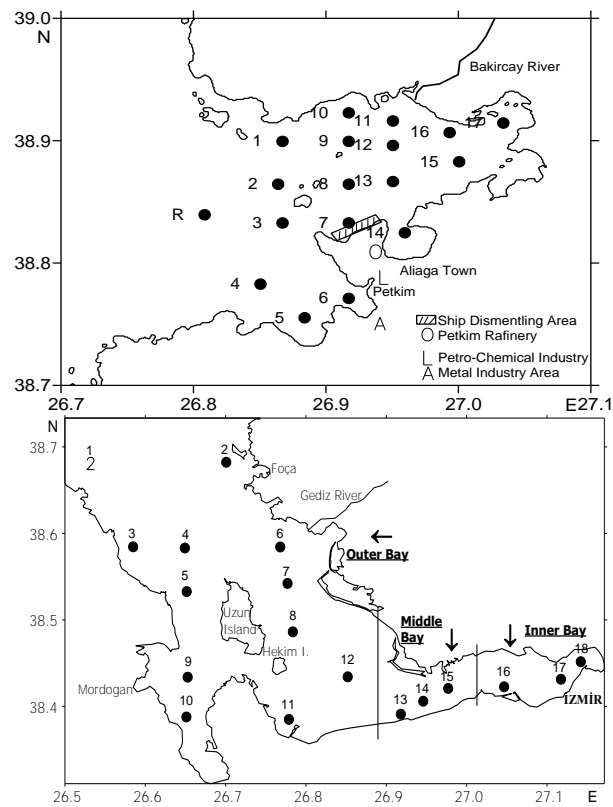 39.0
N
Bakircay River
10
11
17
16
1
9
12
38.9
15
2
8
13
R
3
7
14
38.8
Aliaga Town
4
L
6
Petkim
5
A
Ship Dismentling Area
O Petkim Rafinery
L Petro-Chemical Industry
A Metal Industry Area
38.7
26.7
26.8
26.9
27.0
E
27.1
N
38.7
1
2
2
Foça
Gediz River
38.6
3
4
6
Outer Bay
5
7
38.5
Uzun
Island
8
Middle
Bay
Inner Bay
Hekim I.
9
12
15
16
17
18
Mordogan
14
IZMIR
38.4
10
11
13
26.5
26.6
26.7
26.8
26.9
27.0
27.1
E